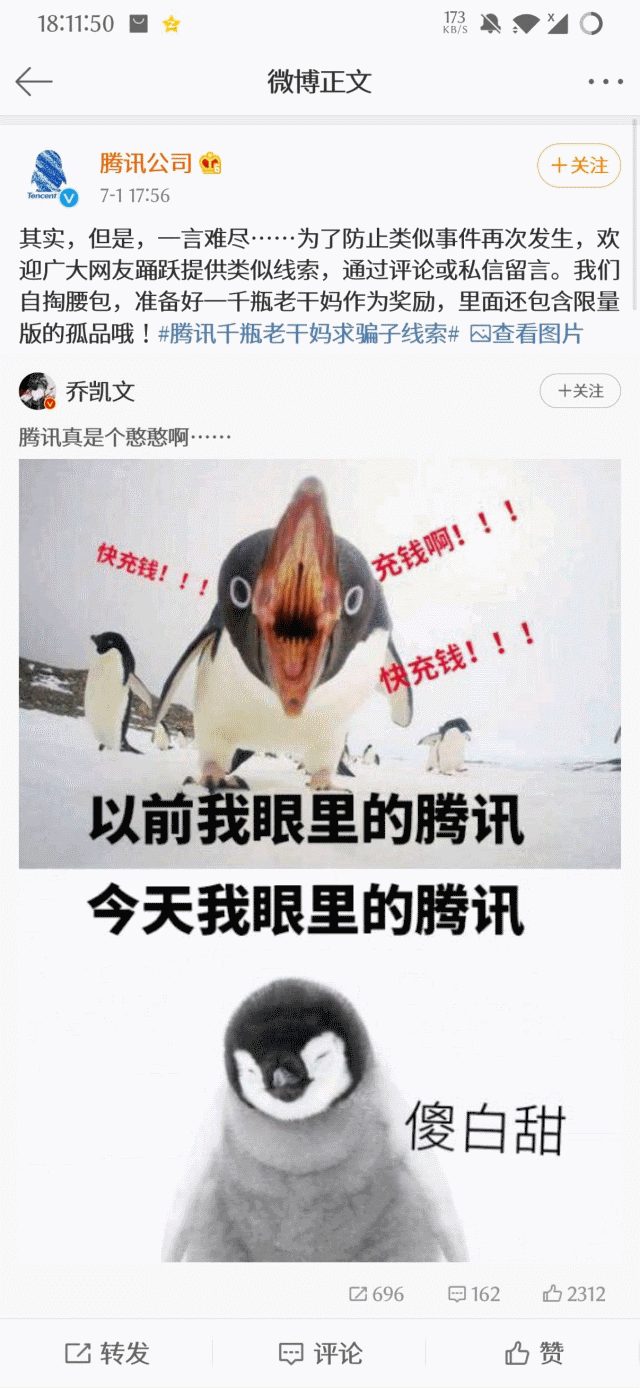 18:11:50
173
KB/S
x
微博正文
Tencent
腾讯公司
6
+关注
7-1 17:56
其实，但是，一言难尽……为了防止类似事件再次发生，欢
迎广大网友踊跃提供类似线索，通过评论或私信留言。我们
自掏腰包，准备好一千瓶老干妈作为奖励，里面还包含限量
版的孤品哦！#腾讯千瓶老干妈求骗子线索# 查看图片
乔凯文
+关注
腾讯真是个憨憨啊……
快充钱！！！
充钱啊！！！
快充钱！！！
以前我眼里的腾讯
今天我眼里的腾讯
傻白甜
696
162
2312
转发
评论
赞